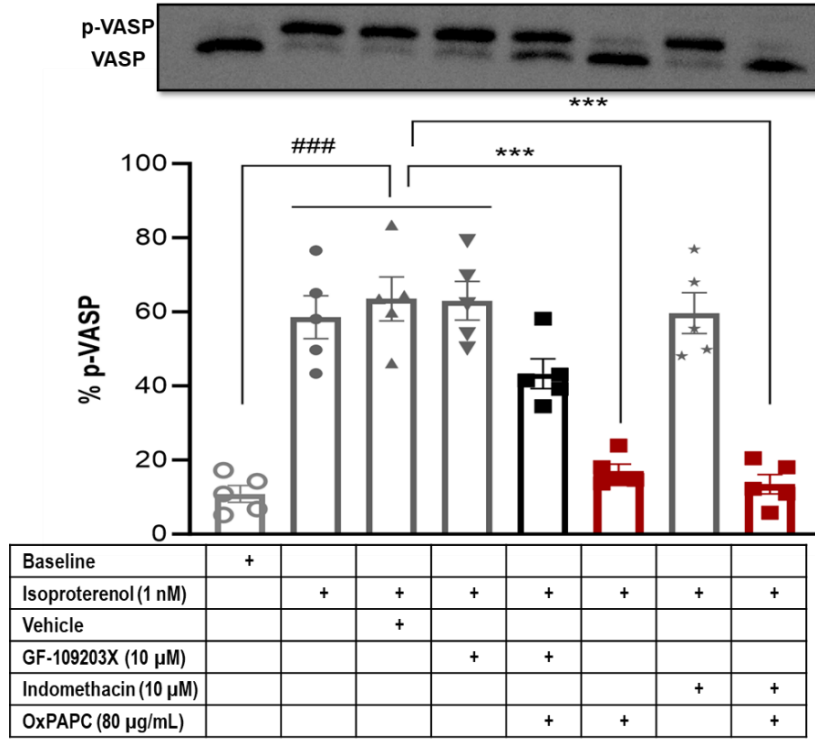 p-VASP
VASP
***
###
***
100
80
60
40
20
0
% p-VASP
Baseline +
Isoproterenol (1 nM) + + + + + + +
Vehicle +
GF-109203X (10 µM) + +
Indomethacin (10 µM) + +
OxPAPC (80 µg/mL) + + +